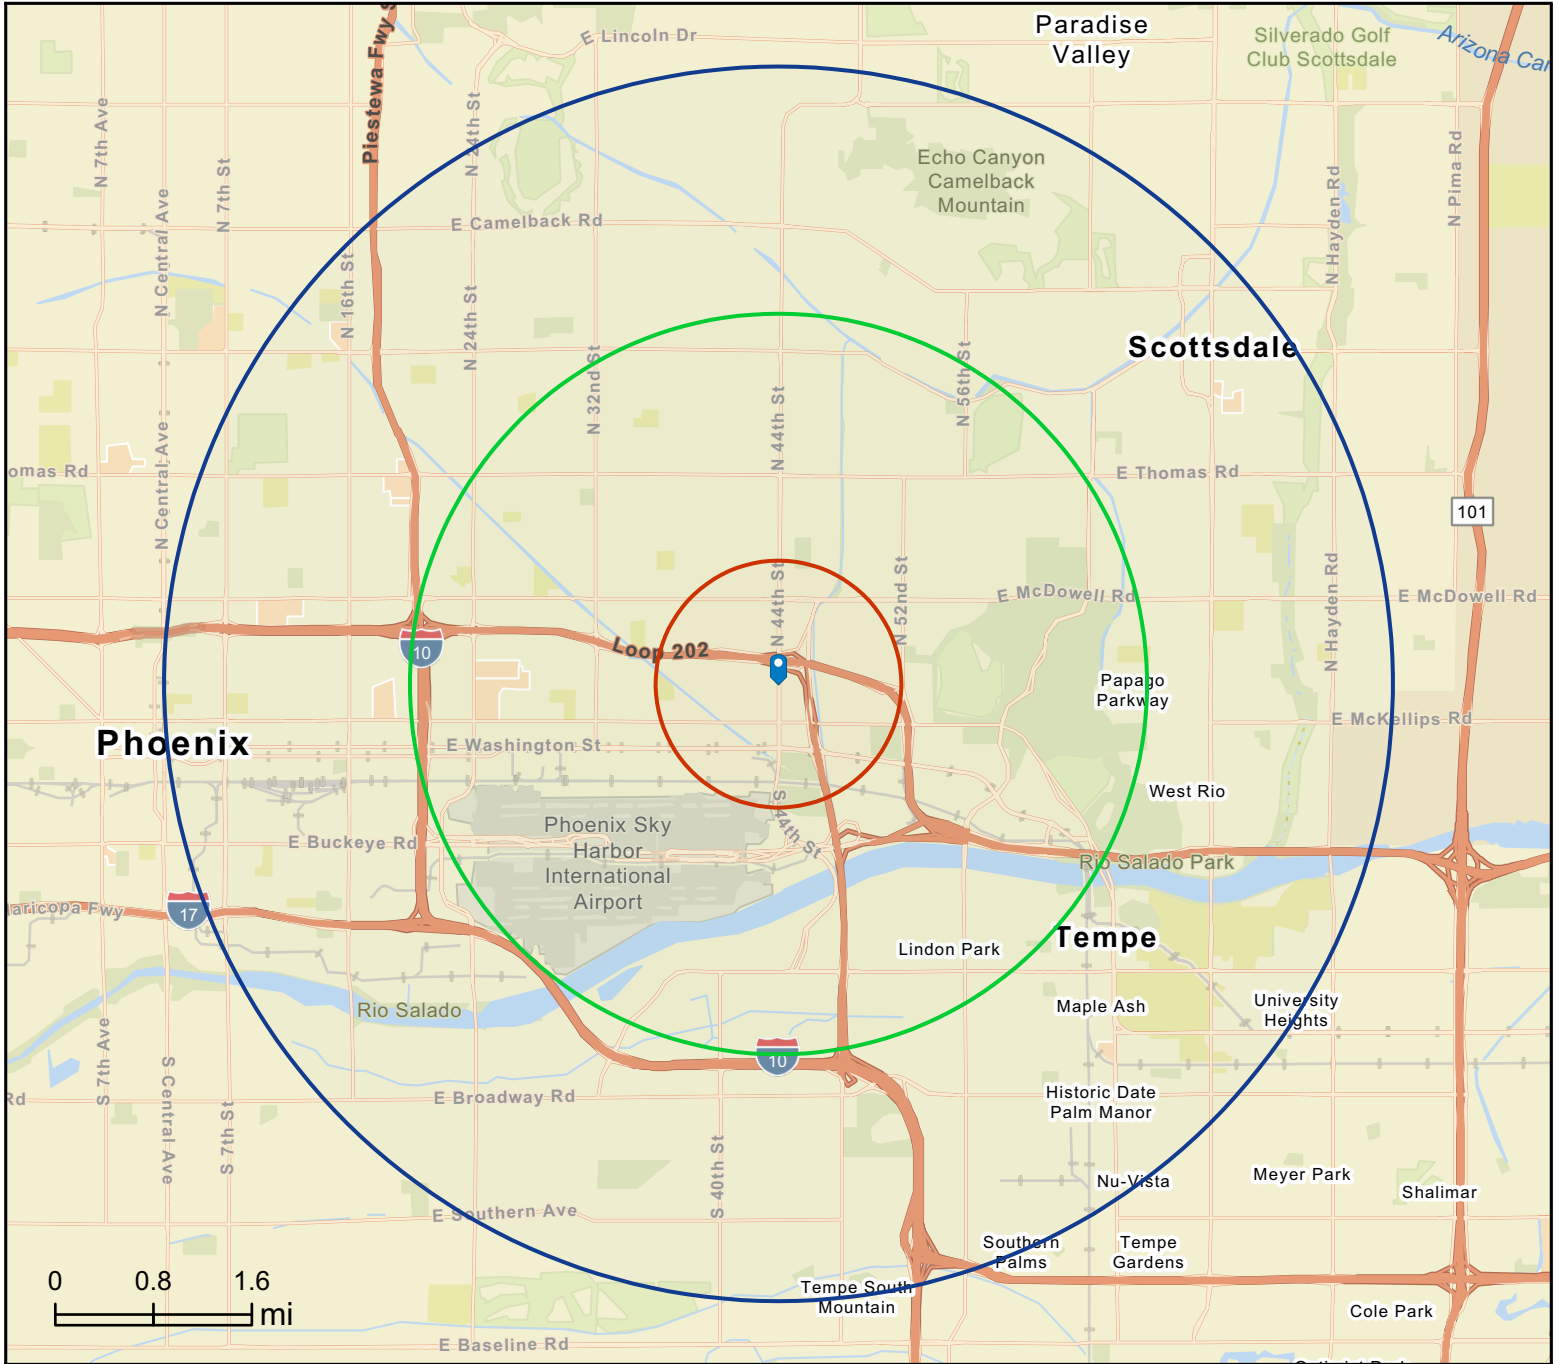 Piestewa Fwy
E Lincoln Dr
Paradise
Valley
Silverado Golf
Club Scottsdale
Arizona Can
N 7th Ave
N Central Ave
N 7th St
N 24th St
N Pima Rd
N Hayden Rd
Echo Canyon
Camelback
Mountain
E Camelback Rd
N 16th St
N 24th St
N 32nd St
N 44th St
N 56th St
Scottsdale
omas Rd
N Central Ave
E Thomas Rd
101
N 44th St
N 52nd St
E McDowell Rd
N Hayden Rd
E McDowell Rd
10
Loop 202
Papago
Parkway
E McKellips Rd
Phoenix
E Washington St
West Rio
S 44th St
Phoenix Sky
Harbor
International
Airport
E Buckeye Rd
Rio Salado Park
aricopa Fwy
17
Lindon Park
Tempe
Rio Salado
Maple Ash
University
Heights
S 7th Ave
S Central Ave
S 7th St
10
Rd
E Broadway Rd
Historic Date
Palm Manor
S 40th St
Nu-Vista
Meyer Park
Shalimar
E Southern Ave
Southern
Palms
Tempe
Gardens
0 0.8 1.6
mi
Tempe South
Mountain
Cole Park
E Baseline Rd